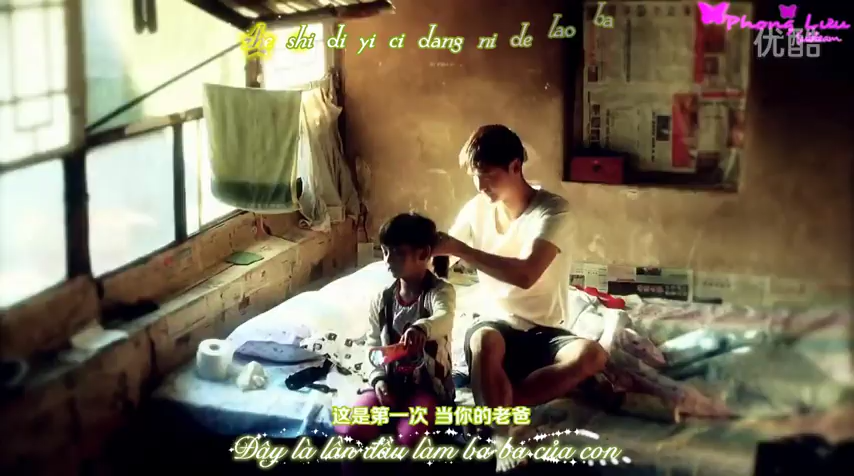 Phong Lưu
优酷
Zhe shi di yi ci dang ni de lao ba
这是第一次 当你的老爸
Đây là lần đầu làm ba ba của con